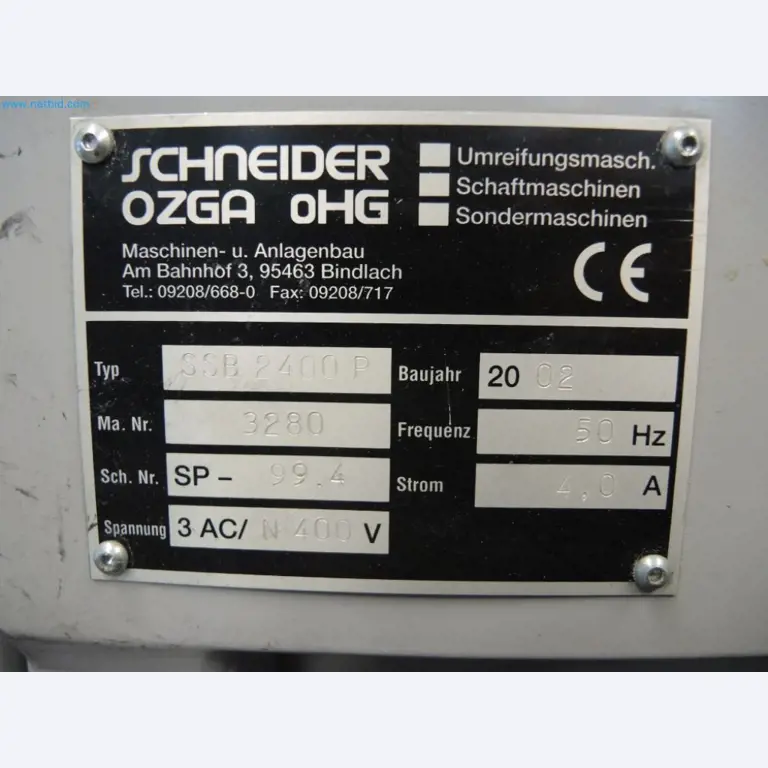 www.netbid.com
SCHNEIDER
OZGA OHG
Umreifungsmasch.
Schaftmaschinen
Sondermaschinen
Maschinen- u. Anlagenbau
Am Bahnhof 3, 95463 Bindlach
Tel.: 09208/668-0 Fax: 09208/717
CE
Typ SSB 2400 P Baujahr 20 02
Ma. Nr. 3280 Frequenz 50 Hz
Sch. Nr. SP - 99.4 Strom 4,0 A
Spannung 3 AC/ N 400 V